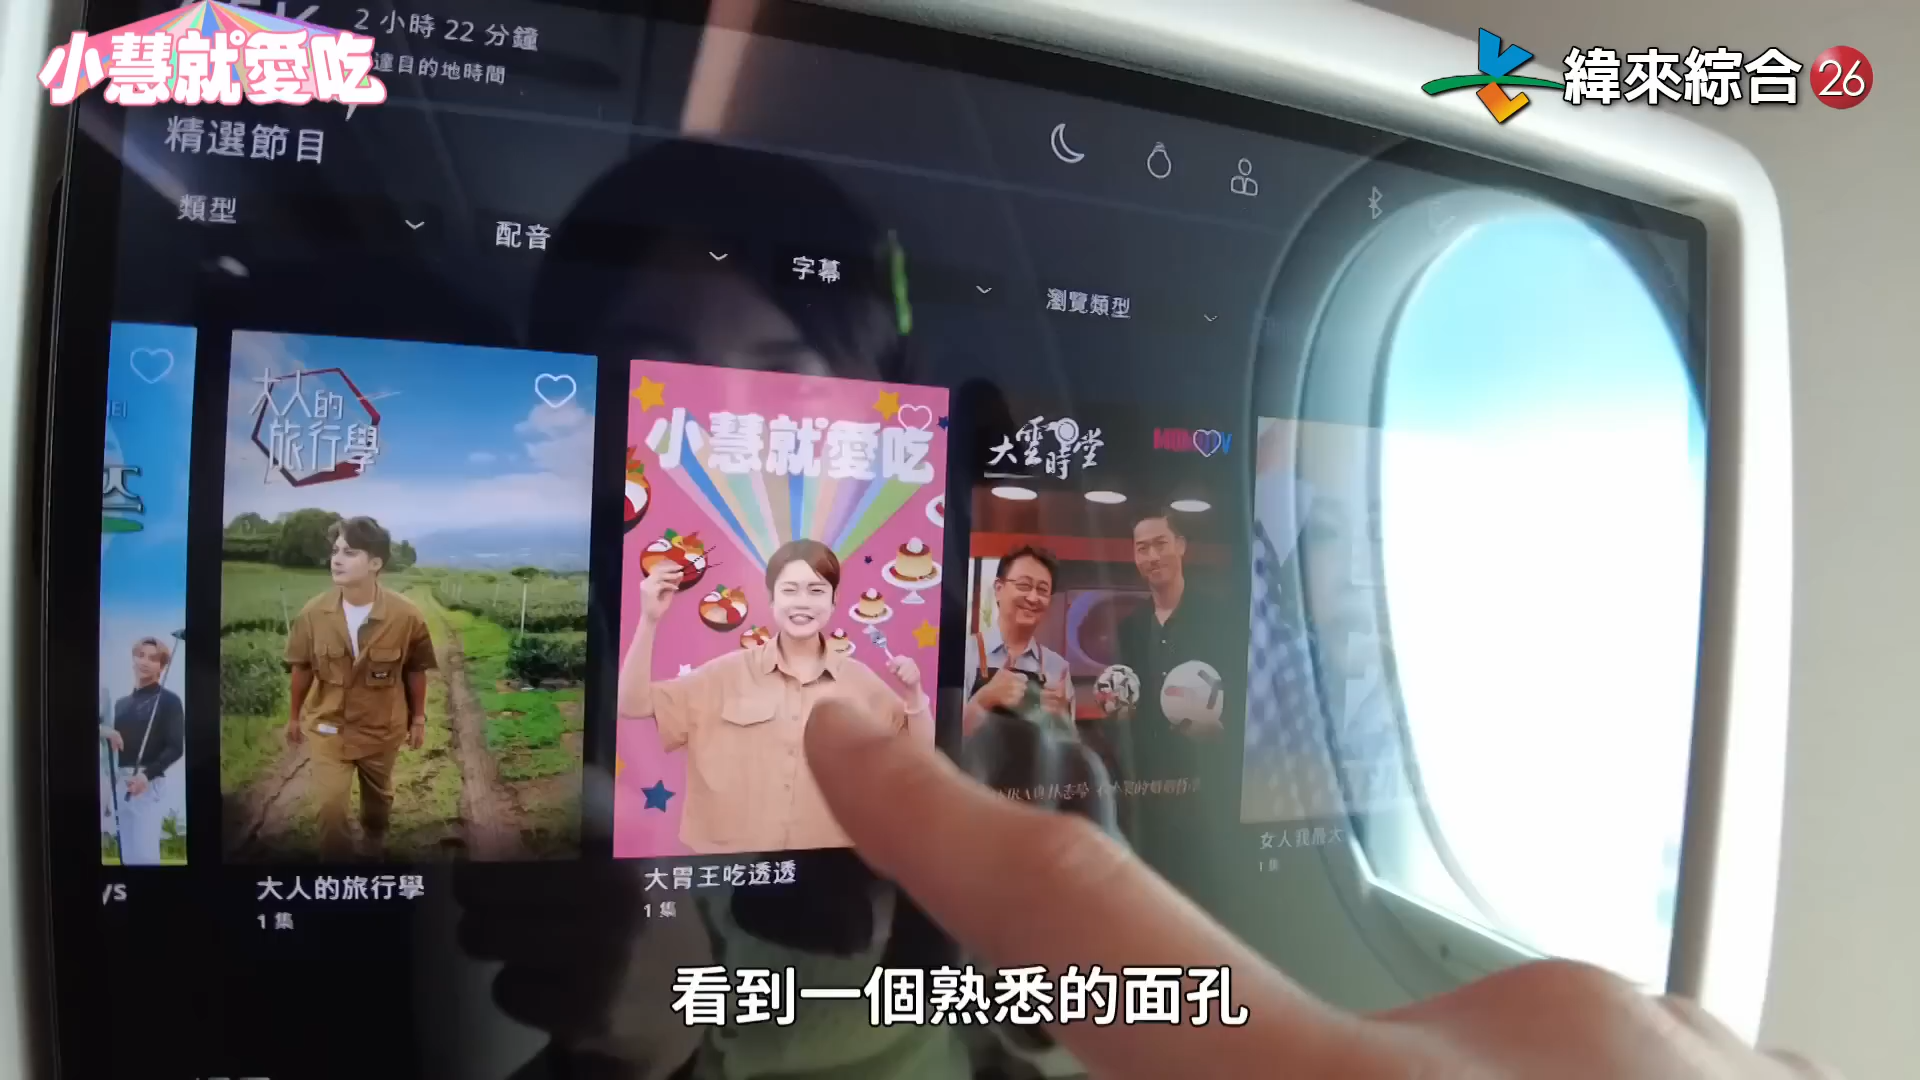 小慧就愛吃
2 小時 22 分鐘
達目的地時間
緯來綜合 26
精選節目
類型
配音
字幕
瀏覽類型
大人的
旅行學
小慧就愛吃
大雲時堂
大人的旅行學
1 集
大胃王吃透透
1 集
女人我最大
1 集
ys
看到一個熟悉的面孔